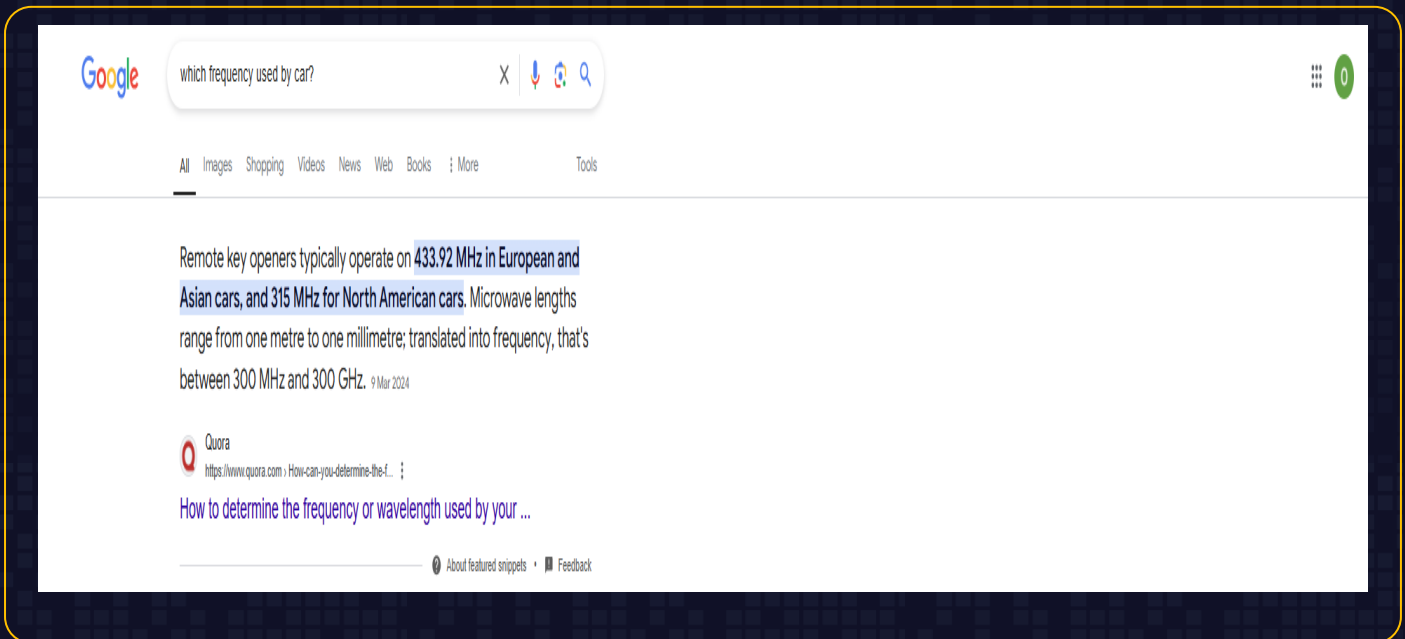 Google
which frequency used by car?
O
All Images Shopping Videos News Web Books More Tools
Remote key openers typically operate on 433.92 MHz in European and
Asian cars, and 315 MHz for North American cars. Microwave lengths
range from one metre to one millimetre; translated into frequency, that's
between 300 MHz and 300 GHz. 9 Mar 2024
Quora
https://www.quora.com › How-can-you-determine-the-f...
How to determine the frequency or wavelength used by your ...
About featured snippets • Feedback